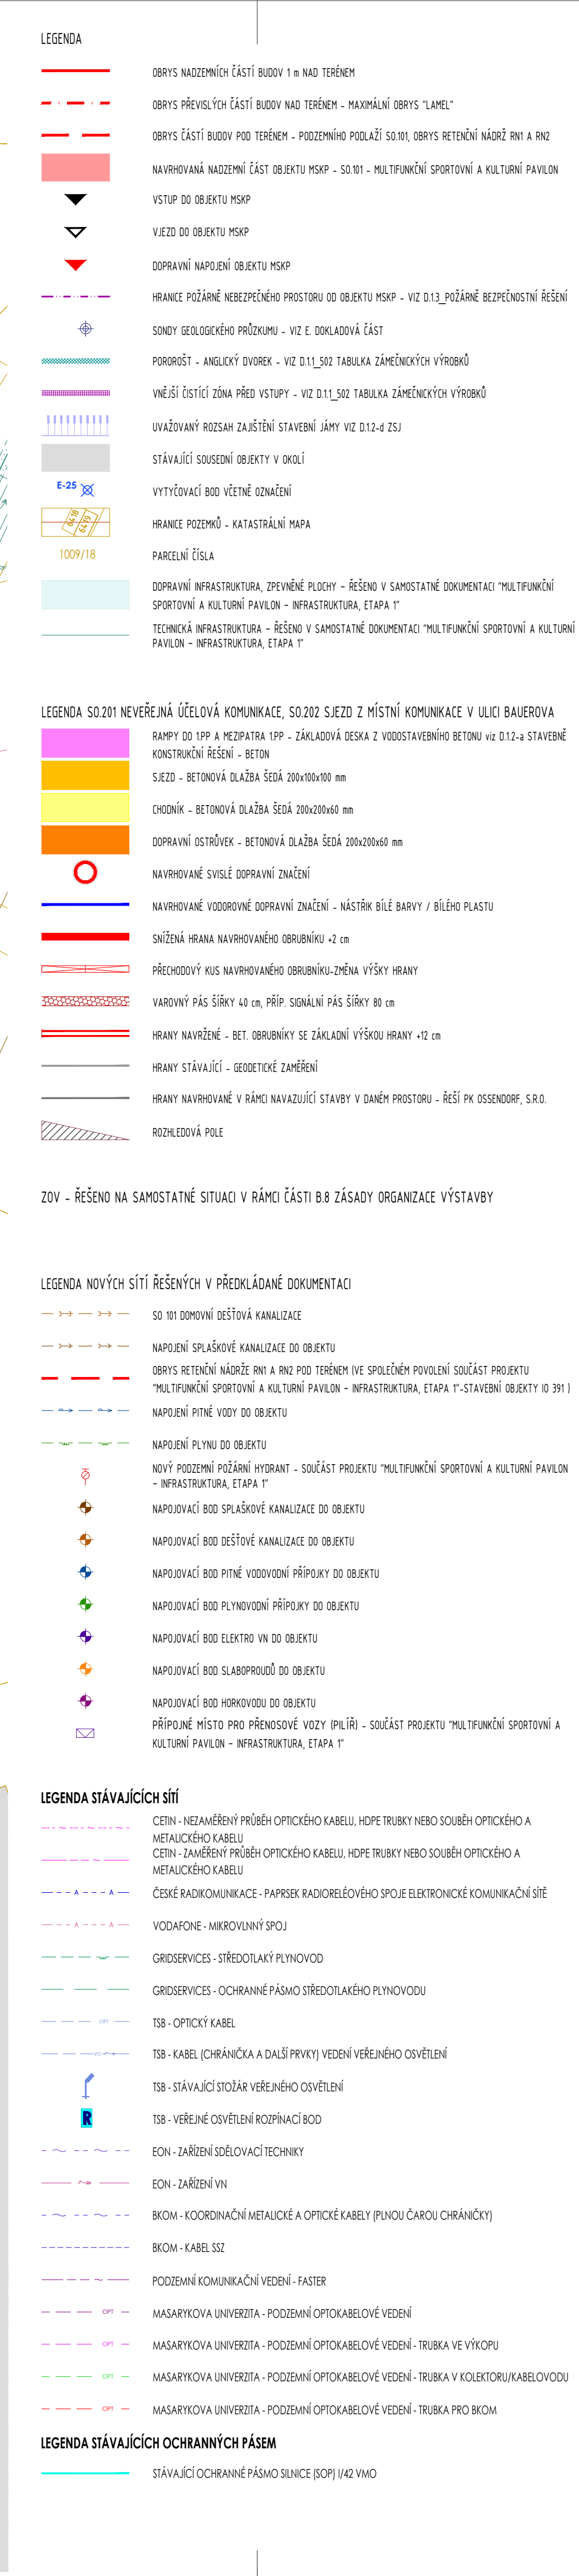 LEGENDA
OBRYS NADZEMNÍCH ČÁSTÍ BUDOV 1 m NAD TERÉNEM
OBRYS PŘEVISLÝCH ČÁSTÍ BUDOV NAD TERÉNEM - MAXIMÁLNÍ OBRYS "LAMEL"
OBRYS ČÁSTÍ BUDOV POD TERÉNEM - PODZEMNÍHO PODLAŽÍ SO.101, OBRYS RETENČNÍ NÁDRŽ RN1 A RN2
NAVRHOVANÁ NADZEMNÍ ČÁST OBJEKTU MSKP - SO.101 - MULTIFUNKČNÍ SPORTOVNÍ A KULTURNÍ PAVILON
VSTUP DO OBJEKTU MSKP
VJEZD DO OBJEKTU MSKP
DOPRAVNÍ NAPOJENÍ OBJEKTU MSKP
HRANICE POŽÁRNĚ NEBEZPEČNÉHO PROSTORU OD OBJEKTU MSKP - VIZ D.1.3_POŽÁRNĚ BEZPEČNOSTNÍ ŘEŠENÍ
SONDY GEOLOGICKÉHO PRŮZKUMU - VIZ E. DOKLADOVÁ ČÁST
POROROŠT - ANGLICKÝ DVOREK - VIZ D.1.1_502 TABULKA ZÁMEČNICKÝCH VÝROBKŮ
VNĚJŠÍ ČISTÍCÍ ZÓNA PŘED VSTUPY - VIZ D.1.1_502 TABULKA ZÁMEČNICKÝCH VÝROBKŮ
UVAŽOVANÝ ROZSAH ZAJIŠTĚNÍ STAVEBNÍ JÁMY VIZ D.1.2-d ZSJ
STÁVAJÍCÍ SOUSEDNÍ OBJEKTY V OKOLÍ
E-25 VYTYČOVACÍ BOD VČETNĚ OZNAČENÍ
6418 6419 HRANICE POZEMKŮ - KATASTRÁLNÍ MAPA
1009/18 PARCELNÍ ČÍSLA
DOPRAVNÍ INFRASTRUKTURA, ZPEVNĚNÉ PLOCHY - ŘEŠENO V SAMOSTATNÉ DOKUMENTACI "MULTIFUNKČNÍ
SPORTOVNÍ A KULTURNÍ PAVILON - INFRASTRUKTURA, ETAPA 1"
TECHNICKÁ INFRASTRUKTURA - ŘEŠENO V SAMOSTATNÉ DOKUMENTACI "MULTIFUNKČNÍ SPORTOVNÍ A KULTURNÍ
PAVILON - INFRASTRUKTURA, ETAPA 1"
LEGENDA SO.201 NEVEŘEJNÁ ÚČELOVÁ KOMUNIKACE, SO.202 SJEZD Z MÍSTNÍ KOMUNIKACE V ULICI BAUEROVA
RAMPY DO 1.PP A MEZIPATRA 1.PP - ZÁKLADOVÁ DESKA Z VODOSTAVEBNÍHO BETONU viz D.1.2-a STAVEBNĚ
KONSTRUKČNÍ ŘEŠENÍ - BETON
SJEZD - BETONOVÁ DLAŽBA ŠEDÁ 200x100x100 mm
CHODNÍK - BETONOVÁ DLAŽBA ŠEDÁ 200x200x60 mm
DOPRAVNÍ OSTRŮVEK - BETONOVÁ DLAŽBA ŠEDÁ 200x200x60 mm
NAVRHOVANÉ SVISLÉ DOPRAVNÍ ZNAČENÍ
NAVRHOVANÉ VODOROVNÉ DOPRAVNÍ ZNAČENÍ - NÁSTŘIK BÍLÉ BARVY / BÍLÉHO PLASTU
SNÍŽENÁ HRANA NAVRHOVANÉHO OBRUBNÍKU +2 cm
PŘECHODOVÝ KUS NAVRHOVANÉHO OBRUBNÍKU-ZMĚNA VÝŠKY HRANY
VAROVNÝ PÁS ŠÍŘKY 40 cm, PŘÍP. SIGNÁLNÍ PÁS ŠÍŘKY 80 cm
HRANY NAVRŽENÉ - BET. OBRUBNÍKY SE ZÁKLADNÍ VÝŠKOU HRANY +12 cm
HRANY STÁVAJÍCÍ - GEODETICKÉ ZAMĚŘENÍ
HRANY NAVRHOVANÉ V RÁMCI NAVAZUJÍCÍ STAVBY V DANÉM PROSTORU - ŘEŠÍ PK OSSENDORF, S.R.O.
ROZHLEDOVÁ POLE
ZOV - ŘEŠENO NA SAMOSTATNÉ SITUACI V RÁMCI ČÁSTI B.8 ZÁSADY ORGANIZACE VÝSTAVBY
LEGENDA NOVÝCH SÍTÍ ŘEŠENÝCH V PŘEDKLÁDANÉ DOKUMENTACI
SO 101 DOMOVNÍ DEŠŤOVÁ KANALIZACE
NAPOJENÍ SPLAŠKOVÉ KANALIZACE DO OBJEKTU
OBRYS RETENČNÍ NÁDRŽE RN1 A RN2 POD TERÉNEM (VE SPOLEČNÉM POVOLENÍ SOUČÁST PROJEKTU
"MULTIFUNKČNÍ SPORTOVNÍ A KULTURNÍ PAVILON - INFRASTRUKTURA, ETAPA 1"-STAVEBNÍ OBJEKTY IO 391 )
NAPOJENÍ PITNÉ VODY DO OBJEKTU
NAPOJENÍ PLYNU DO OBJEKTU
NOVÝ PODZEMNÍ POŽÁRNÍ HYDRANT - SOUČÁST PROJEKTU "MULTIFUNKČNÍ SPORTOVNÍ A KULTURNÍ PAVILON
- INFRASTRUKTURA, ETAPA 1"
NAPOJOVACÍ BOD SPLAŠKOVÉ KANALIZACE DO OBJEKTU
NAPOJOVACÍ BOD DEŠŤOVÉ KANALIZACE DO OBJEKTU
NAPOJOVACÍ BOD PITNÉ VODOVODNÍ PŘÍPOJKY DO OBJEKTU
NAPOJOVACÍ BOD PLYNOVODNÍ PŘÍPOJKY DO OBJEKTU
NAPOJOVACÍ BOD ELEKTRO VN DO OBJEKTU
NAPOJOVACÍ BOD SLABOPROUDŮ DO OBJEKTU
NAPOJOVACÍ BOD HORKOVODU DO OBJEKTU
PŘÍPOJNÉ MÍSTO PRO PŘENOSOVÉ VOZY (PILÍŘ) - SOUČÁST PROJEKTU "MULTIFUNKČNÍ SPORTOVNÍ A
KULTURNÍ PAVILON - INFRASTRUKTURA, ETAPA 1"
LEGENDA STÁVAJÍCÍCH SÍTÍ
CETIN - NEZAMĚŘENÝ PRŮBĚH OPTICKÉHO KABELU, HDPE TRUBKY NEBO SOUBĚH OPTICKÉHO A
METALICKÉHO KABELU
CETIN - ZAMĚŘENÝ PRŮBĚH OPTICKÉHO KABELU, HDPE TRUBKY NEBO SOUBĚH OPTICKÉHO A
METALICKÉHO KABELU
A A ČESKÉ RADIKOMUNIKACE - PAPRSEK RADIORELÉOVÉHO SPOJE ELEKTRONICKÉ KOMUNIKAČNÍ SÍTĚ
A A VODAFONE - MIKROVLNNÝ SPOJ
GRIDSERVICES - STŘEDOTLAKÝ PLYNOVOD
GRIDSERVICES - OCHRANNÉ PÁSMO STŘEDOTLAKÉHO PLYNOVODU
OPT TSB - OPTICKÝ KABEL
VO TSB - KABEL (CHRÁNIČKA A DALŠÍ PRVKY) VEDENÍ VEŘEJNÉHO OSVĚTLENÍ
TSB - STÁVAJÍCÍ STOŽÁR VEŘEJNÉHO OSVĚTLENÍ
R TSB - VEŘEJNÉ OSVĚTLENÍ ROZPÍNACÍ BOD
EON - ZAŘÍZENÍ SDĚLOVACÍ TECHNIKY
EON - ZAŘÍZENÍ VN
BKOM - KOORDINAČNÍ METALICKÉ A OPTICKÉ KABELY (PLNOU ČAROU CHRÁNIČKY)
BKOM - KABEL SSZ
PODZEMNÍ KOMUNIKAČNÍ VEDENÍ - FASTER
OPT MASARYKOVA UNIVERZITA - PODZEMNÍ OPTOKABELOVÉ VEDENÍ
OPT MASARYKOVA UNIVERZITA - PODZEMNÍ OPTOKABELOVÉ VEDENÍ - TRUBKA VE VÝKOPU
OPT MASARYKOVA UNIVERZITA - PODZEMNÍ OPTOKABELOVÉ VEDENÍ - TRUBKA V KOLEKTORU/KABELOVODU
OPT MASARYKOVA UNIVERZITA - PODZEMNÍ OPTOKABELOVÉ VEDENÍ - TRUBKA PRO BKOM
LEGENDA STÁVAJÍCÍCH OCHRANNÝCH PÁSEM
STÁVAJÍCÍ OCHRANNÉ PÁSMO SILNICE (SOP) I/42 VMO